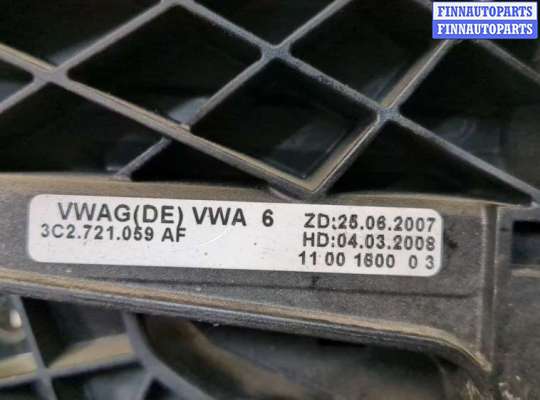 FINNAUTOPARTS
FINNAUTOPARTS
VWAG(DE) VWA 6 ZD:25.06.2007
3C2.721.059 AF HD:04.03.2008
11 00 1600 0 3